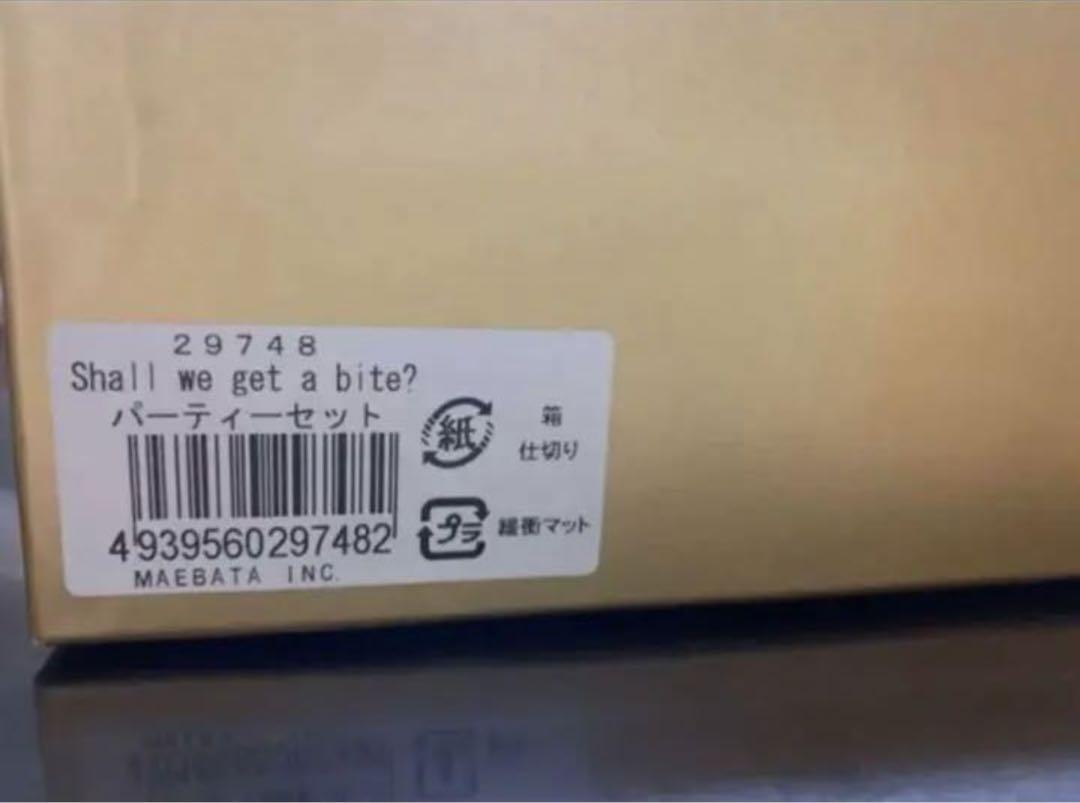 29748
Shall we get a bite?
パーティーセット
紙
箱
仕切り
プラ
緩衝マット
4939560297482
MAEBATA INC.